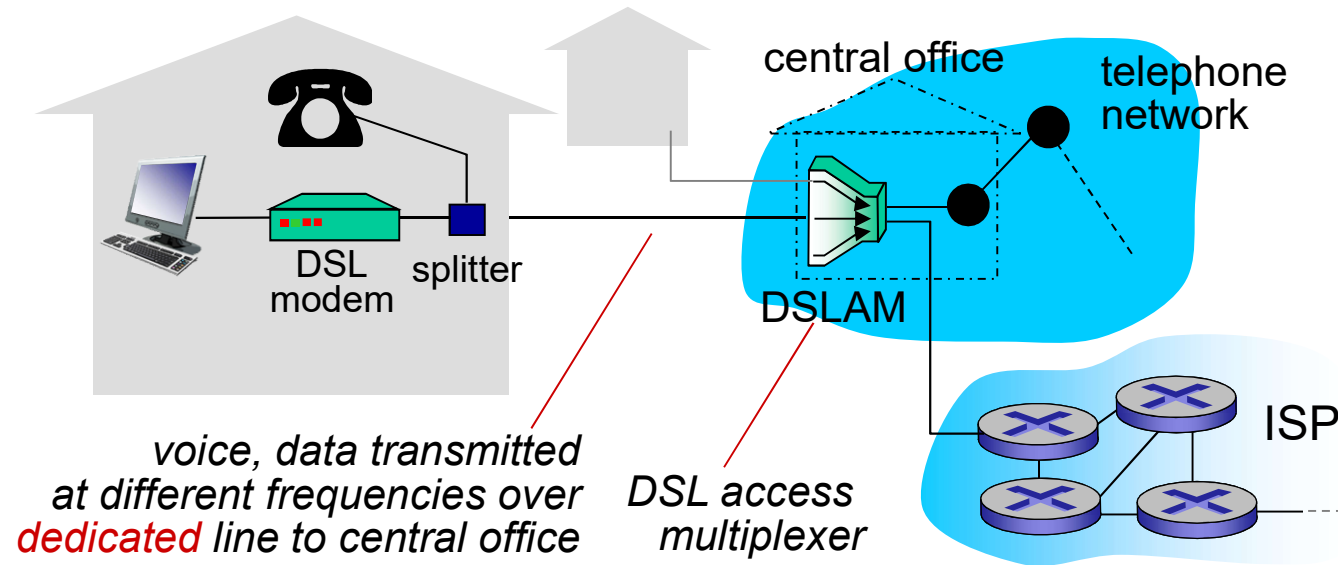 central office
telephone
network
DSL
modem
splitter
DSLAM
ISP
voice, data transmitted
at different frequencies over
dedicated line to central office
DSL access
multiplexer